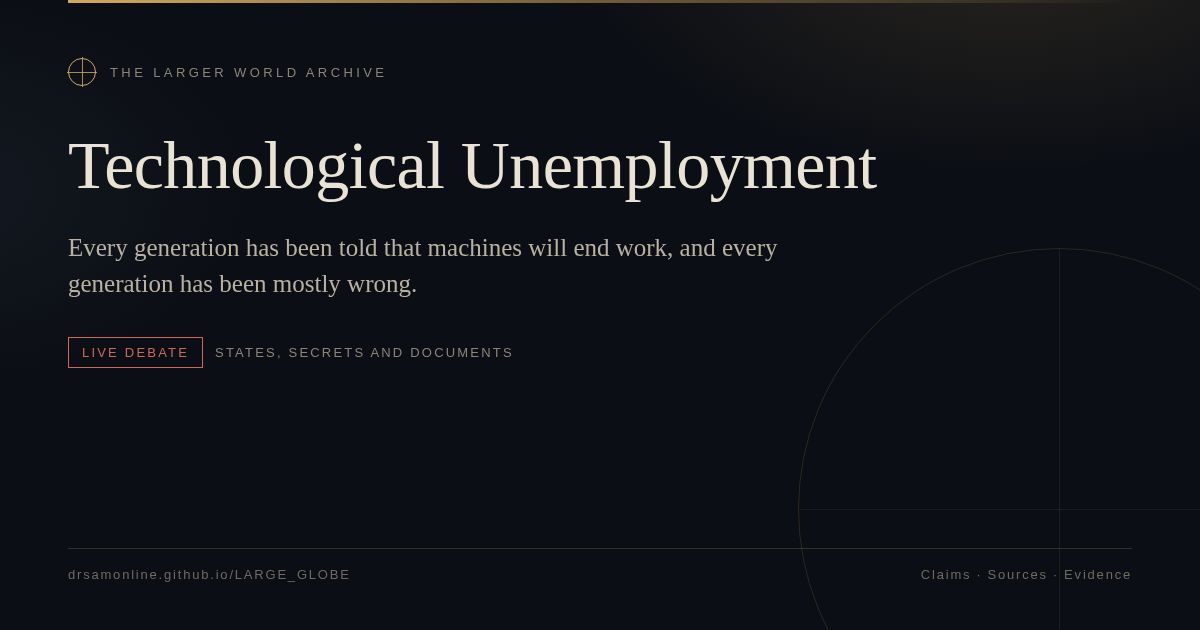 THE LARGER WORLD ARCHIVE
Technological Unemployment
Every generation has been told that machines will end work, and every
generation has been mostly wrong.
LIVE DEBATE STATES, SECRETS AND DOCUMENTS
drsamonline.github.io/LARGE_GLOBE Claims · Sources · Evidence